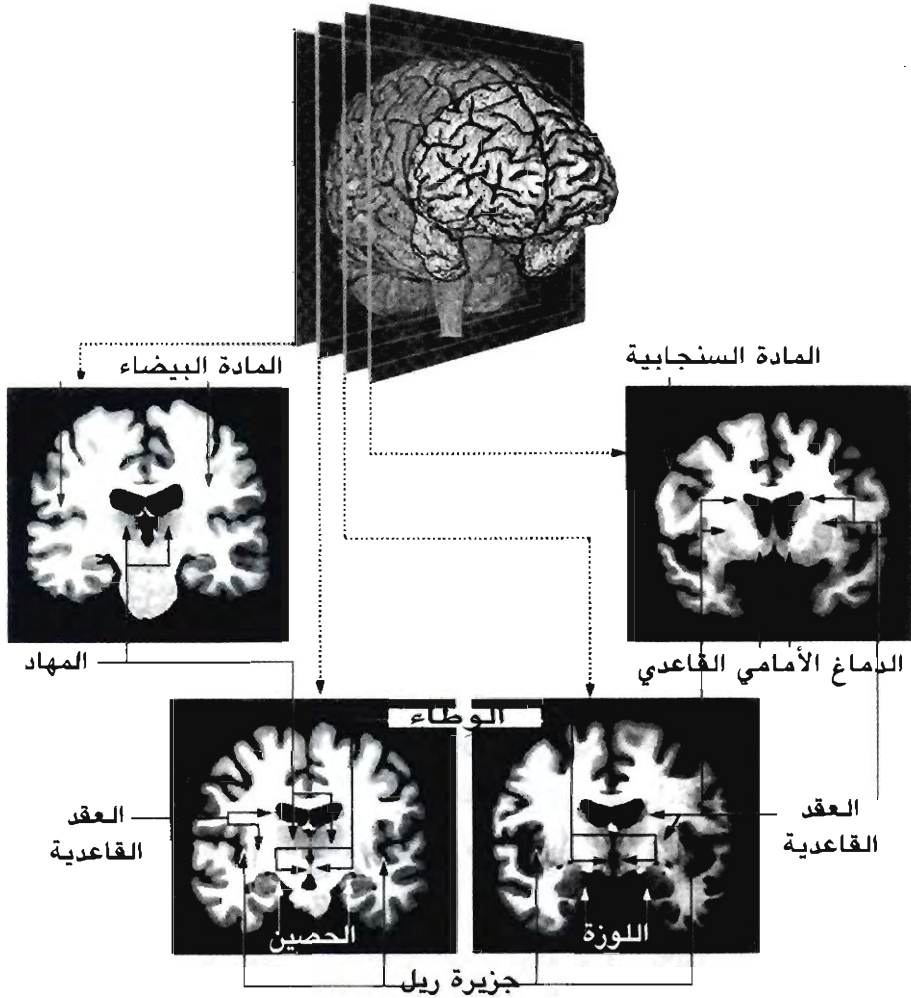 المادة السنجابية
المادة البيضاء
الدماغ الأمامي القاعدي
المهاد
الوطاء
العقد
القاعدية
العقد
القاعدية
اللوزة
الحصين
جزيرة ريل